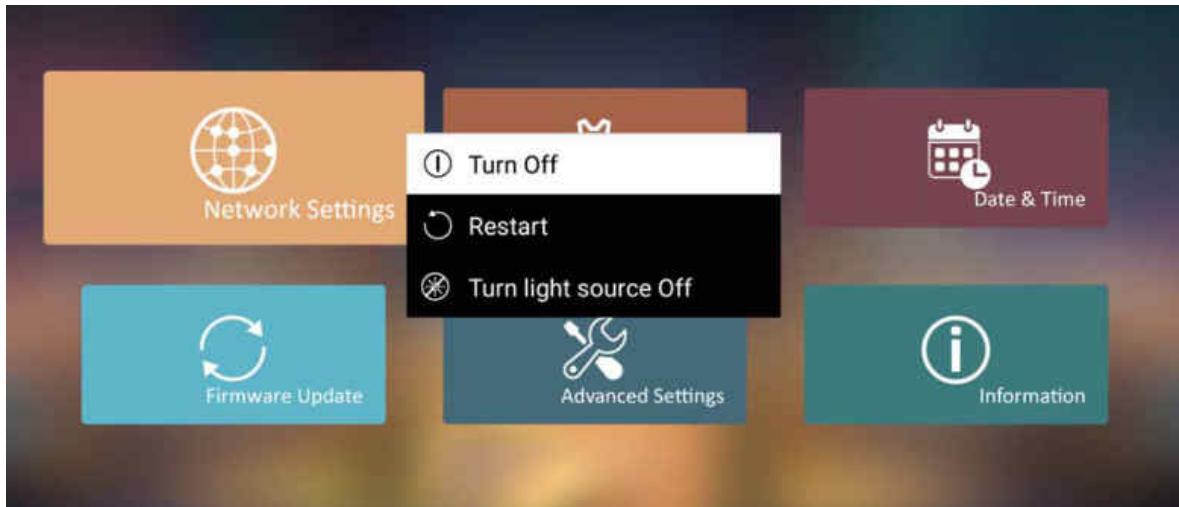 Network Settings
Turn Off
Restart
Turn light source Off
Date & Time
Firmware Update
Advanced Settings
Information